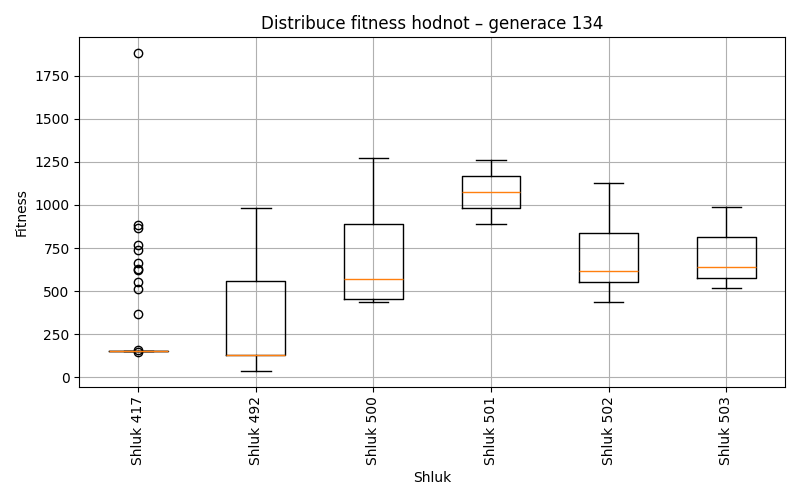 Distribuce fitness hodnot – generace 134
Fitness
1750
1500
1250
1000
750
500
250
0
Shluk 417
Shluk 492
Shluk 500
Shluk 501
Shluk 502
Shluk 503
Shluk